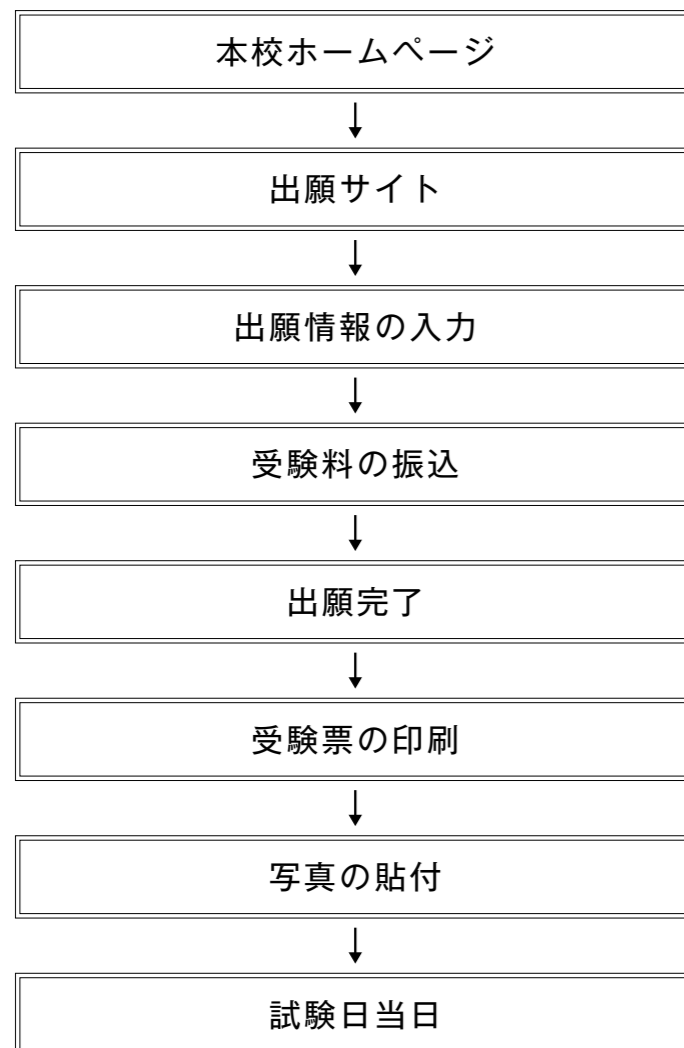 本校ホームページ
出願サイト
出願情報の入力
受験料の振込
出願完了
受験票の印刷
写真の貼付
試験日当日